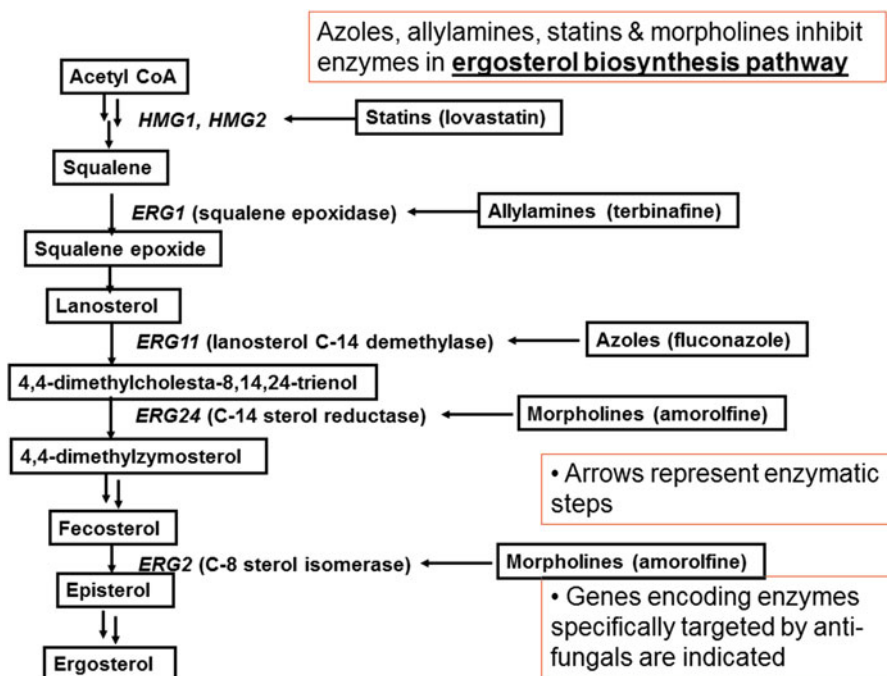 Azoles, allylamines, statins & morpholines inhibit
enzymes in ergosterol biosynthesis pathway
Acetyl CoA
HMG1, HMG2
Statins (lovastatin)
Squalene
ERG1 (squalene epoxidase)
Allylamines (terbinafine)
Squalene epoxide
Lanosterol
ERG11 (lanosterol C-14 demethylase)
Azoles (fluconazole)
4,4-dimethylcholesta-8,14,24-trienol
ERG24 (C-14 sterol reductase)
Morpholines (amorolfine)
4,4-dimethylzymosterol
• Arrows represent enzymatic
steps
Fecosterol
ERG2 (C-8 sterol isomerase)
Morpholines (amorolfine)
Episterol
• Genes encoding enzymes
specifically targeted by anti-
fungals are indicated
Ergosterol